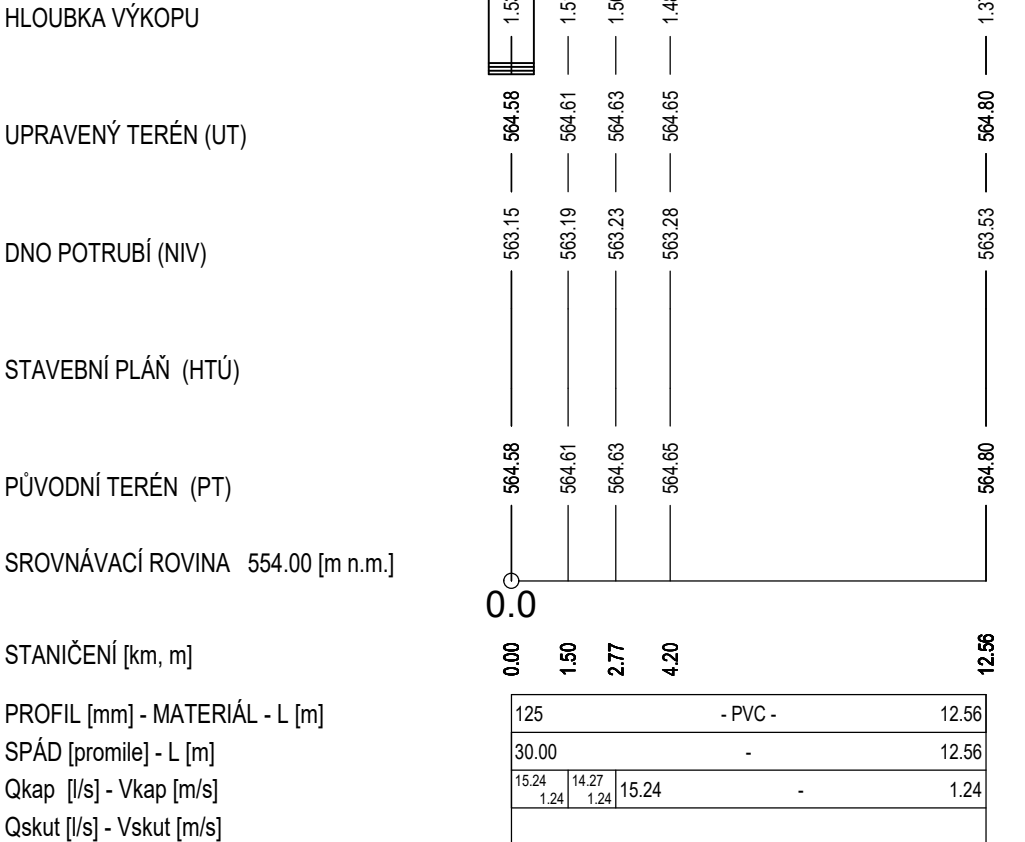 HLOUBKA VÝKOPU 1.48
UPRAVENÝ TERÉN (UT) 564.58 564.61 564.63 564.65 564.80
DNO POTRUBÍ (NIV) 563.15 563.19 563.23 563.28 563.53
STAVEBNÍ PLÁŇ (HTÚ)
PŮVODNÍ TERÉN (PT) 564.58 564.61 564.63 564.65 564.80
SROVNÁVACÍ ROVINA 554.00 [m n.m.]
0.0
STANIČENÍ [km, m] 0.00 1.50 2.77 4.20 12.56
PROFIL [mm] - MATERIÁL - L [m] 125 - PVC - 12.56
SPÁD [promile] - L [m] 30.00 - 12.56
Qkap [l/s] - Vkap [m/s] 15.24 1.24 14.27 1.24 15.24 - 1.24
Qskut [l/s] - Vskut [m/s]